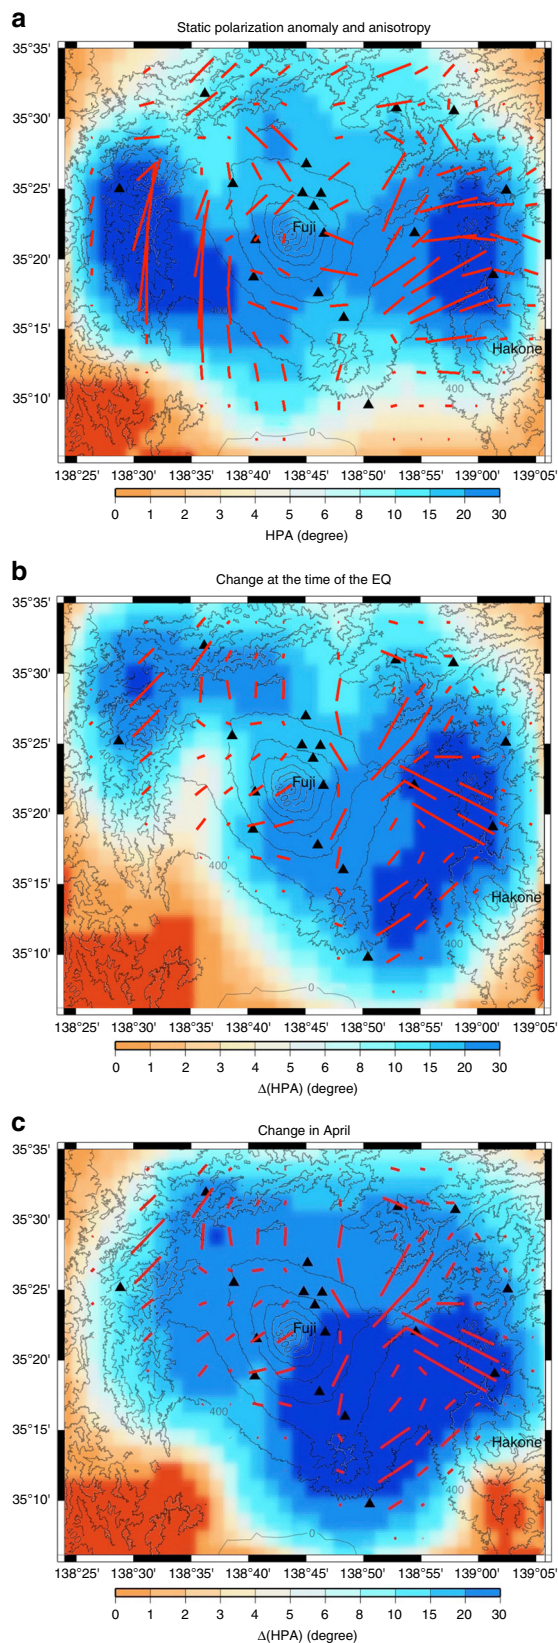 a
Static polarization anomaly and anisotropy
35°35'
35°30'
35°25'
Fuji
35°20'
35°15'
Hakone
400
35°10'
0
138°25' 138°30' 138°40' 138°45' 138°50' 138°55' 139°00' 139°05'
0 1 2 3 4 5 6 8 10 15 20 30
HPA (degree)
b
Change at the time of the EQ
35°35'
35°30'
35°25'
Fuji
35°20'
400
35°15'
Hakone
400
400
35°10'
0
138°25' 138°30' 138°40' 138°45' 138°50' 138°55' 139°00' 139°05'
0 1 2 3 4 5 6 8 10 15 20 30
Δ(HPA) (degree)
c
Change in April
35°35'
35°30'
35°25'
Fuji
35°20'
400
35°15'
Hakone
400
35°10'
0
138°25' 138°30' 138°40' 138°45' 138°50' 138°55' 139°00' 139°05'
0 1 2 3 4 5 6 8 10 15 20 30
Δ(HPA) (degree)